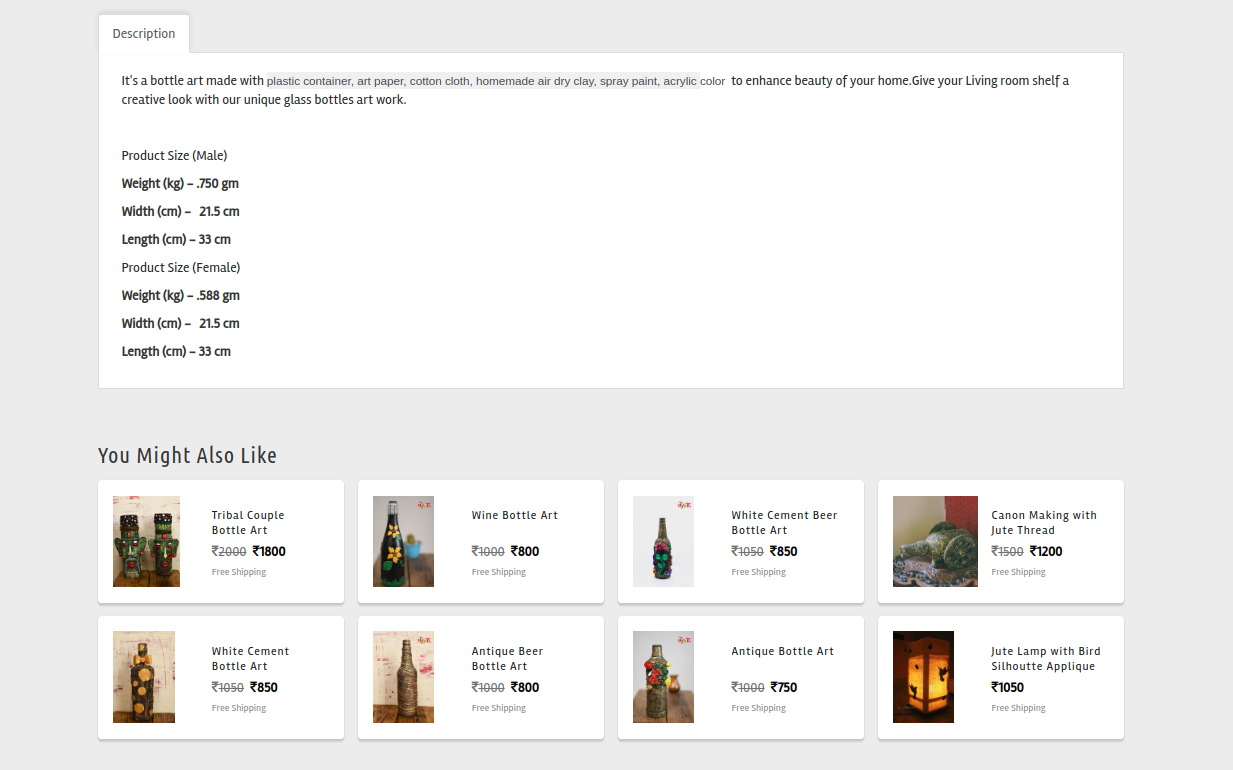 Description
It's a bottle art made with plastic container, art paper, cotton cloth, homemade air dry clay, spray paint, acrylic color  to enhance beauty of your home.Give your Living room shelf a
creative look with our unique glass bottles art work.
Product Size (Male)
Weight (kg) – .750 gm
Width (cm) –  21.5 cm
Length (cm) – 33 cm
Product Size (Female)
Weight (kg) – .588 gm
Width (cm) –  21.5 cm
Length (cm) – 33 cm
You Might Also Like
Tribal Couple
Bottle Art
₹2000 ₹1800
Free Shipping
Wine Bottle Art
₹1000 ₹800
Free Shipping
White Cement Beer
Bottle Art
₹1050 ₹850
Free Shipping
Canon Making with
Jute Thread
₹1500 ₹1200
Free Shipping
White Cement
Bottle Art
₹1050 ₹850
Free Shipping
Antique Beer
Bottle Art
₹1000 ₹800
Free Shipping
Antique Bottle Art
₹1000 ₹750
Free Shipping
Jute Lamp with Bird
Silhoutte Applique
₹1050
Free Shipping